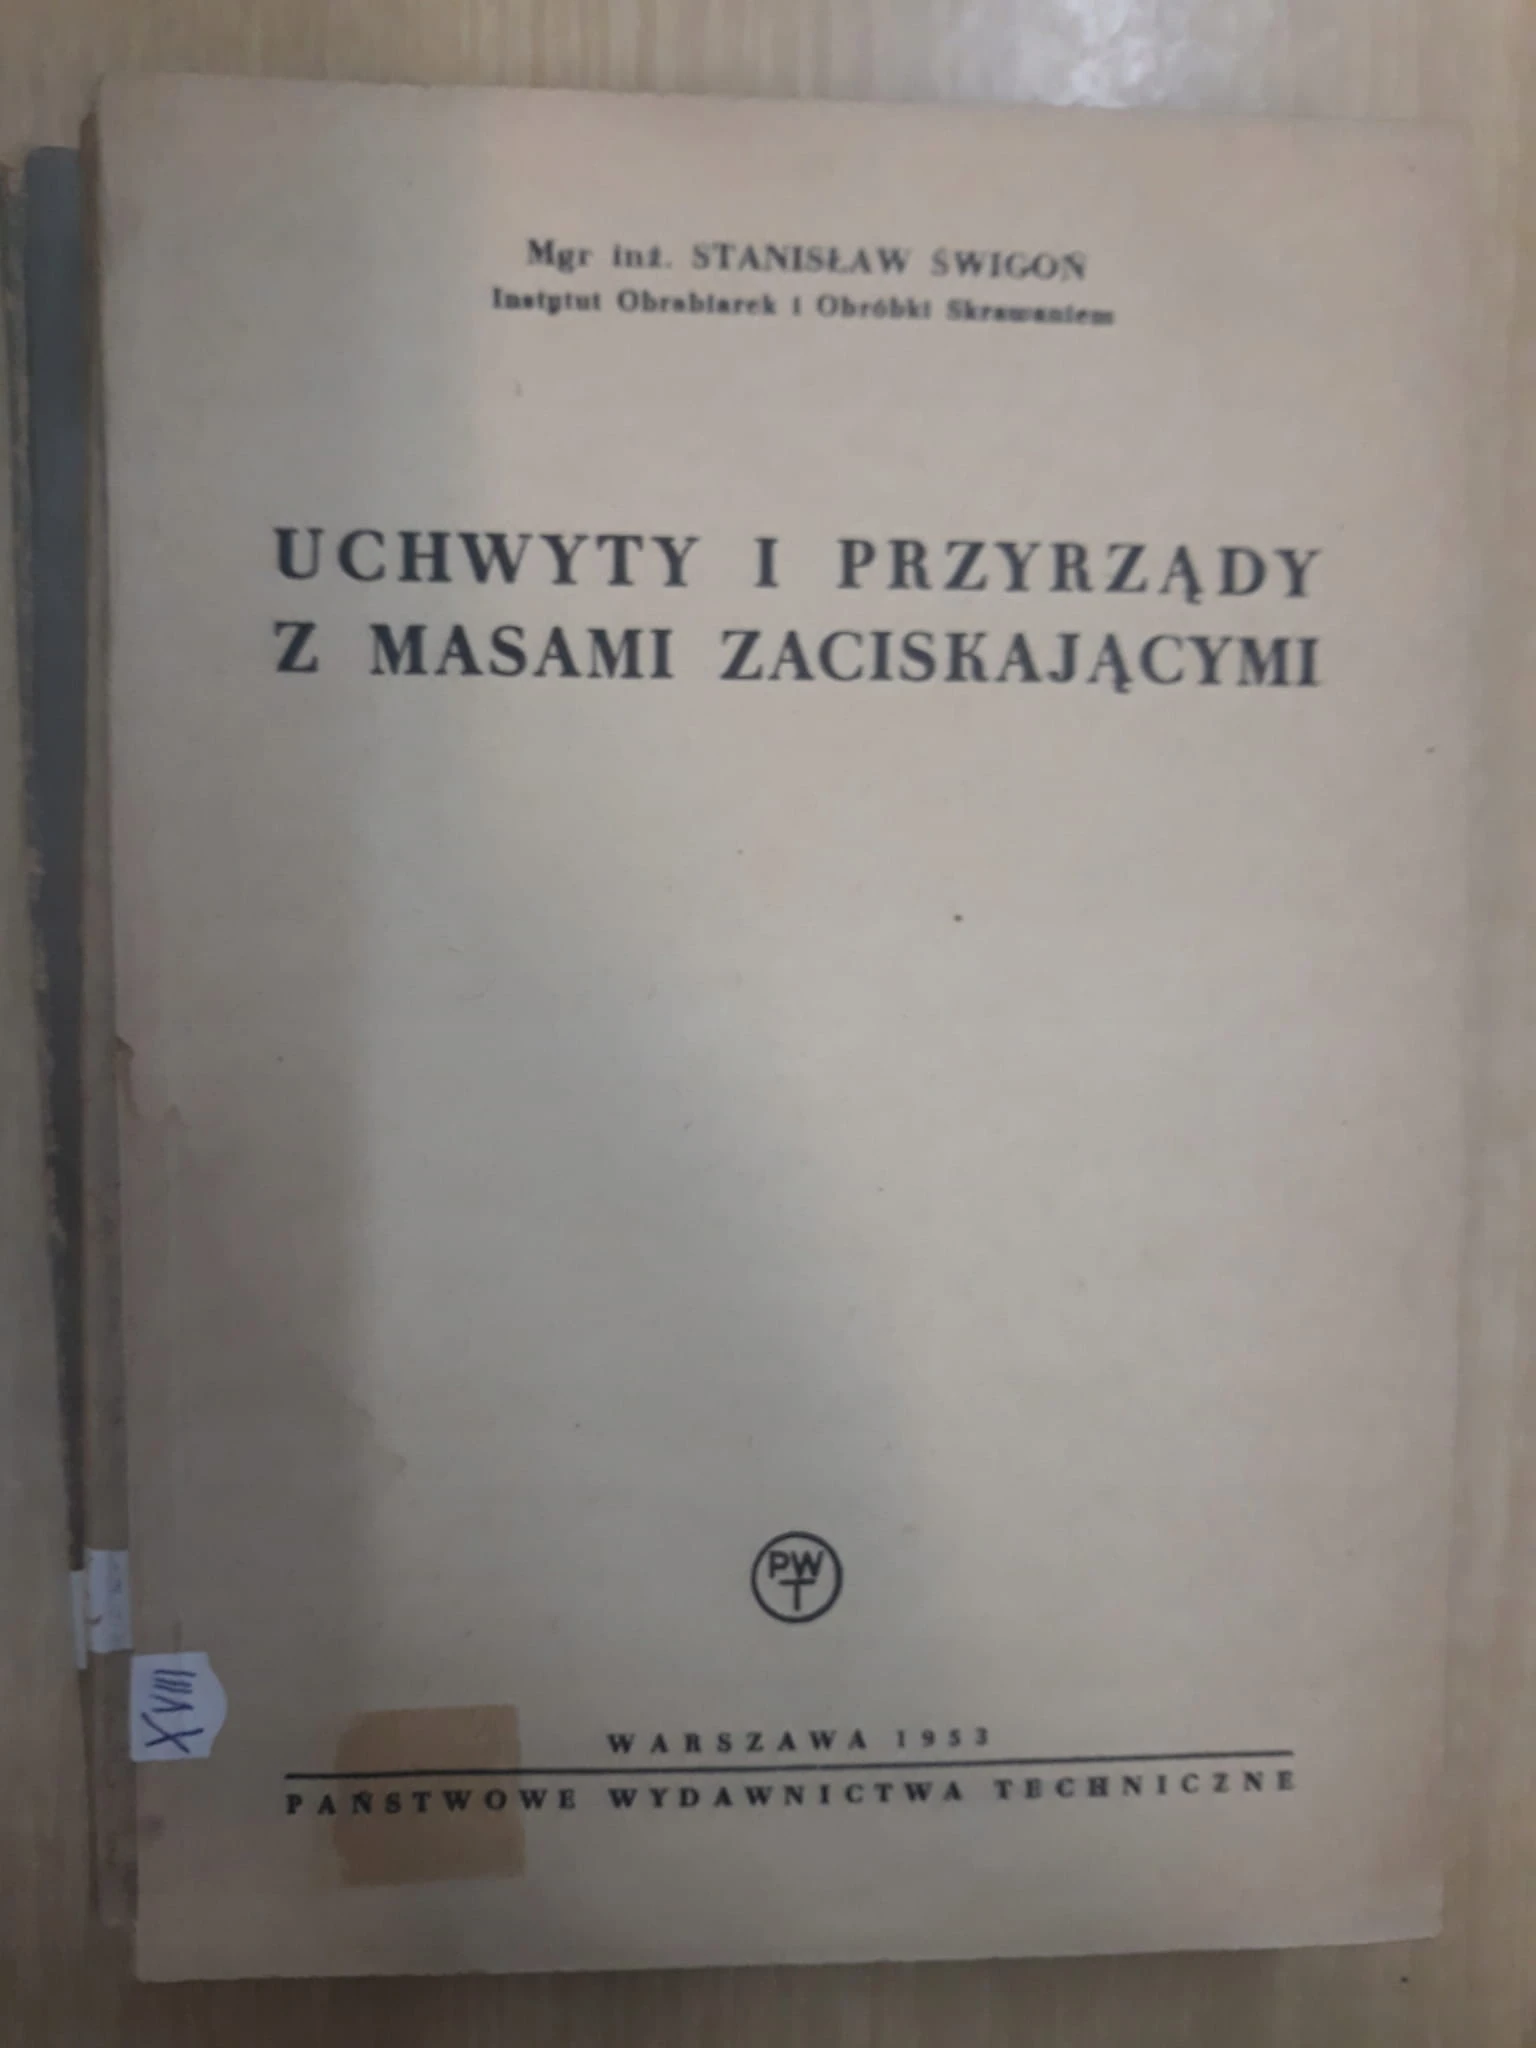 Mgr inż. STANISŁAW ŚWIGOŃ
Instytut Obrabiarek i Obróbki Skrawaniem
UCHWYTY I PRZYRZĄDY
Z MASAMI ZACISKAJĄCYMI
PWT
XVIII
WARSZAWA 1953
PAŃSTWOWE WYDAWNICTWA TECHNICZNE